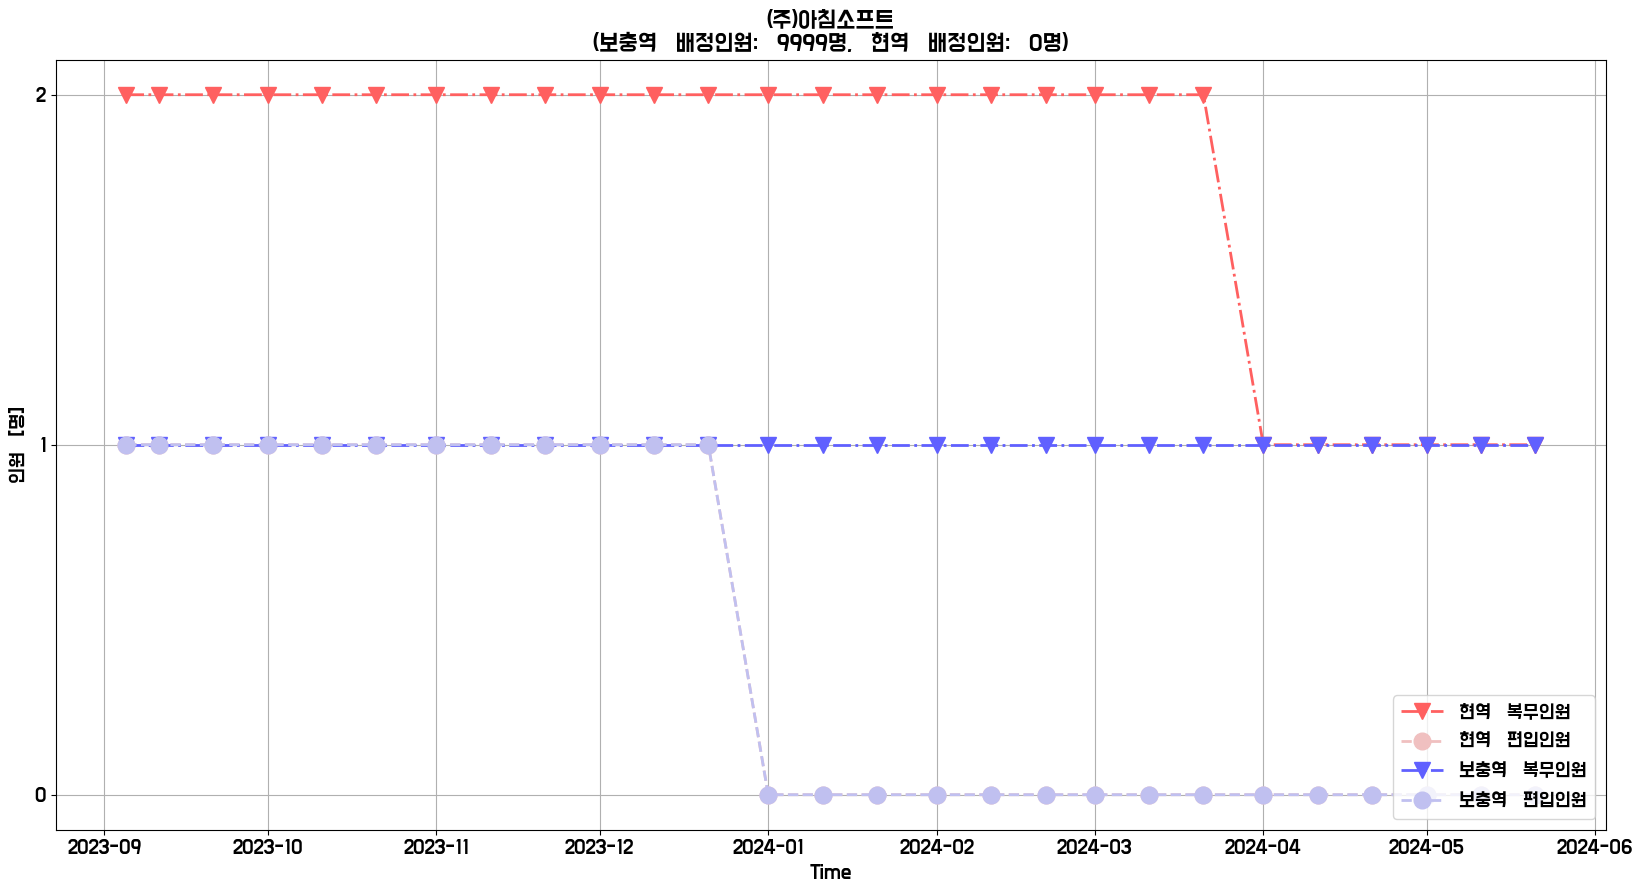 (주)아침소프트
(보충역 배정인원: 9999명, 현역 배정인원: 0명)
2
1
0
인원 [명]
현역 복무인원
현역 편입인원
보충역 복무인원
보충역 편입인원
2023-09 2023-10 2023-11 2023-12 2024-01 2024-02 2024-03 2024-04 2024-05 2024-06
Time